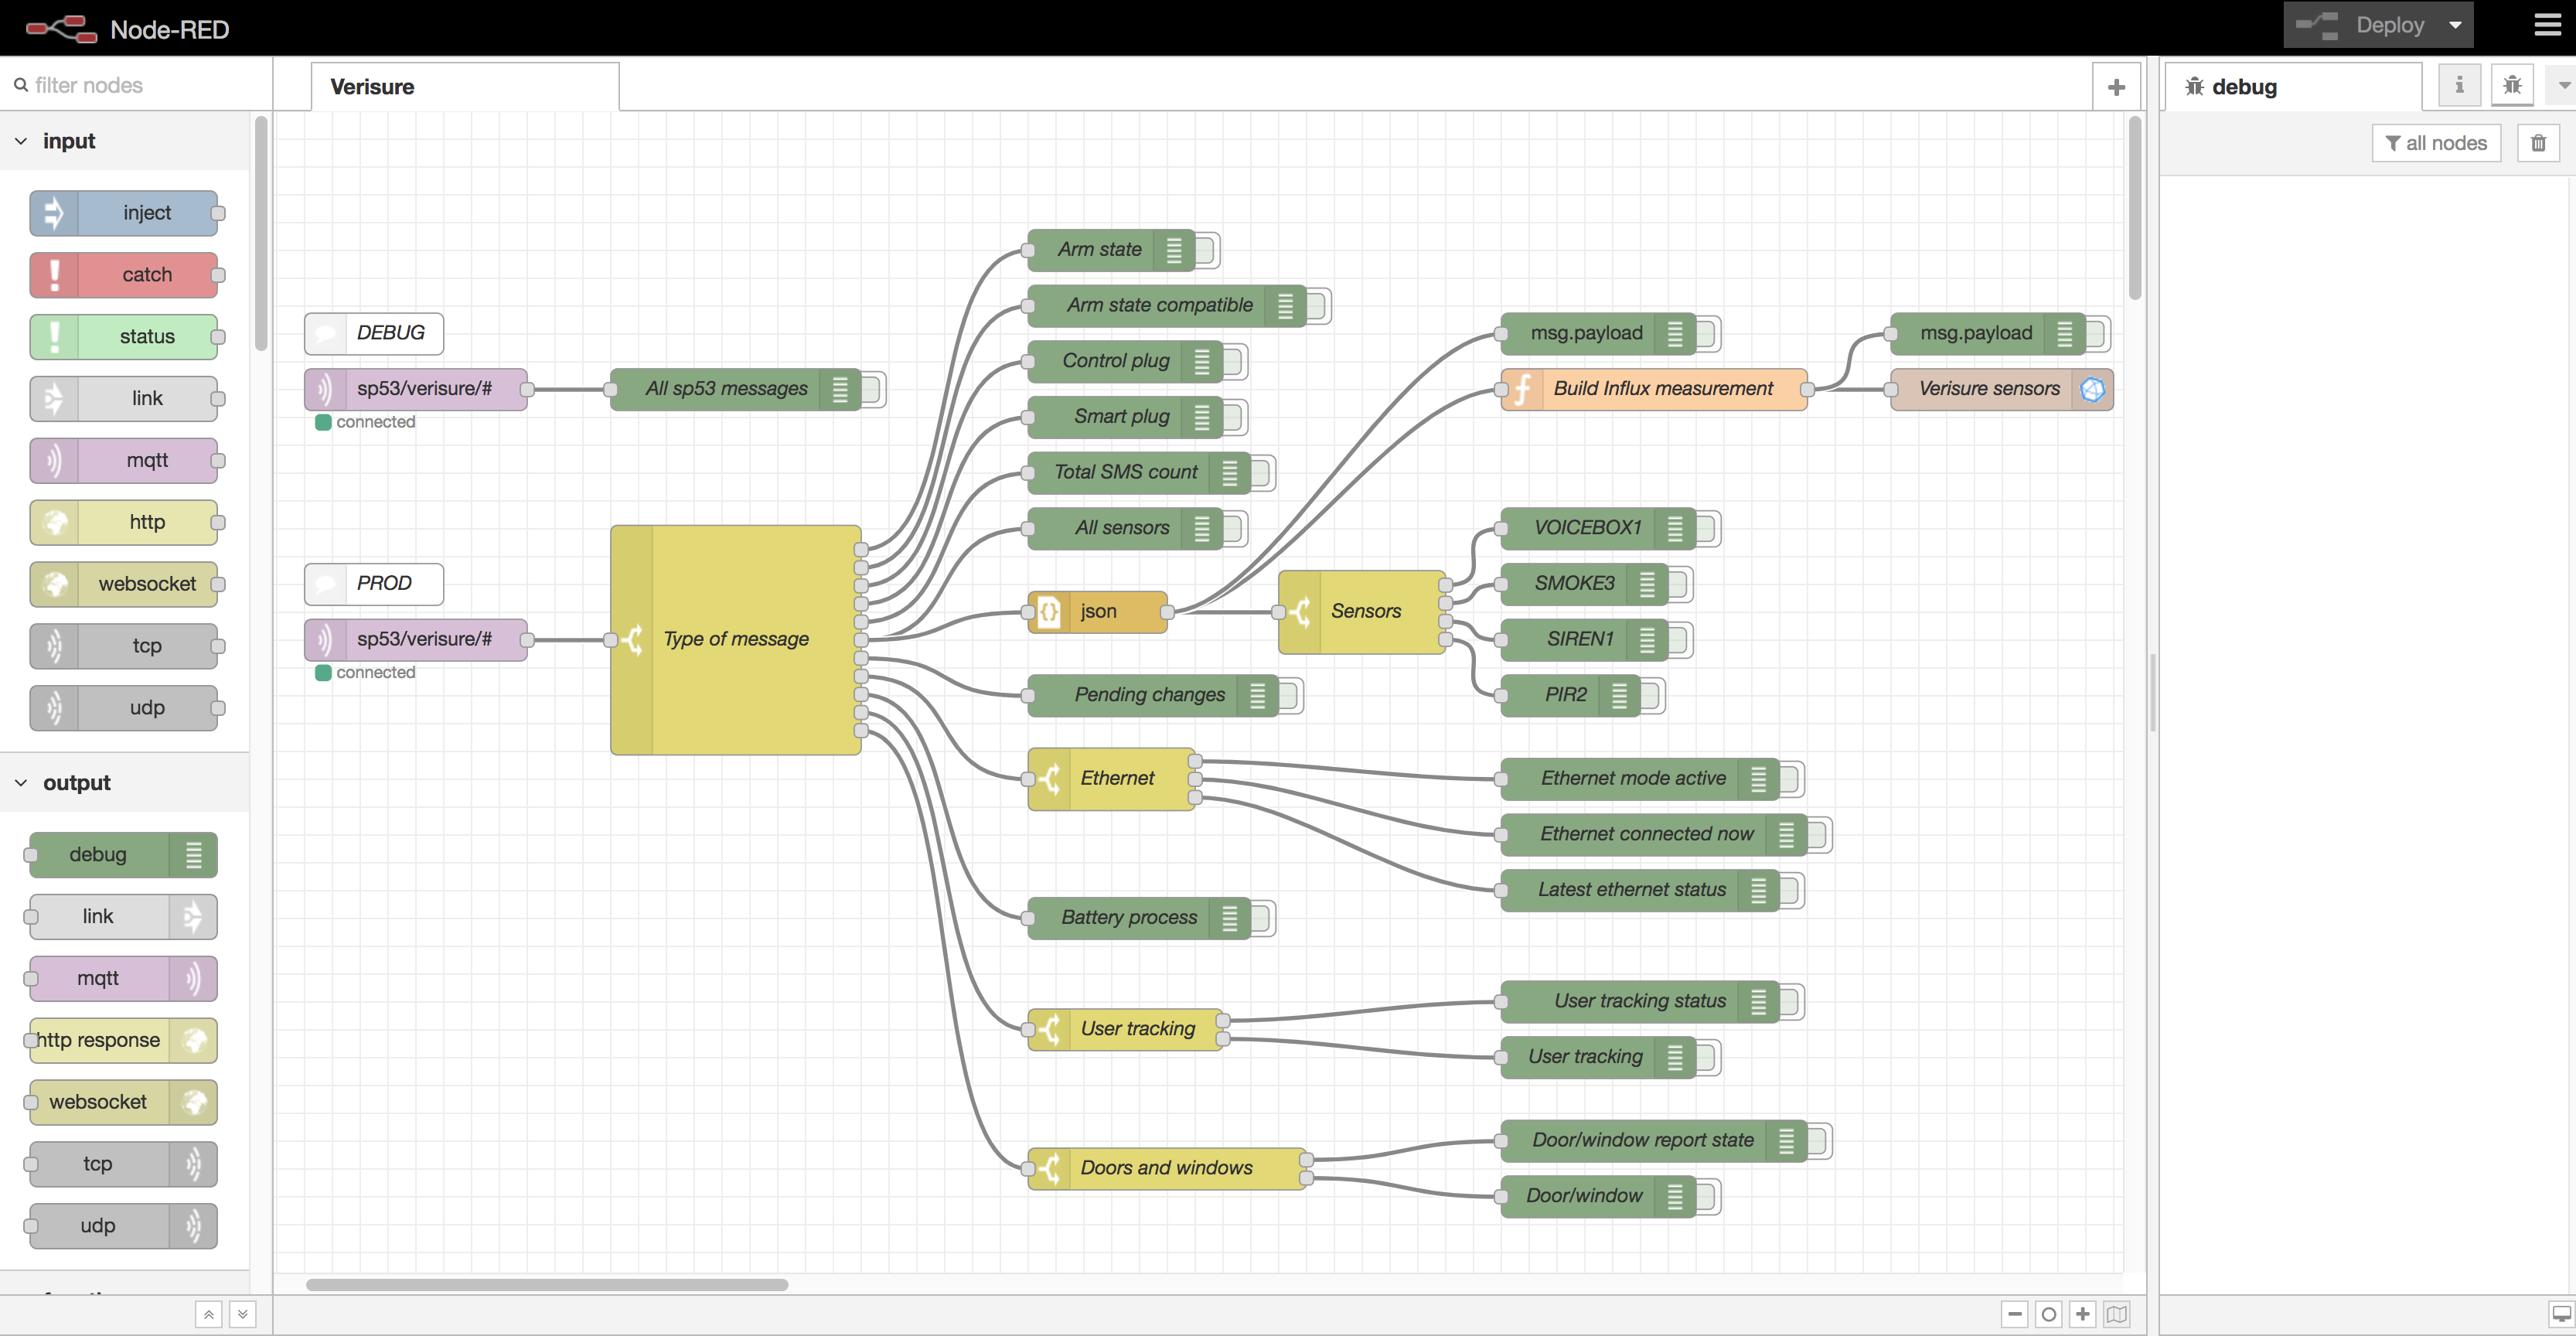 Node-RED
Deploy
filter nodes
Verisure
debug
all nodes
input
inject
catch
status
link
mqtt
http
websocket
tcp
udp
output
debug
link
mqtt
http response
websocket
tcp
udp
DEBUG
sp53/verisure/#
connected
All sp53 messages
PROD
sp53/verisure/#
connected
Type of message
Arm state
Arm state compatible
Control plug
Smart plug
Total SMS count
All sensors
json
Pending changes
Ethernet
Battery process
User tracking
Doors and windows
Sensors
msg.payload
Build Influx measurement
msg.payload
Verisure sensors
VOICEBOX1
SMOKE3
SIREN1
PIR2
Ethernet mode active
Ethernet connected now
Latest ethernet status
User tracking status
User tracking
Door/window report state
Door/window